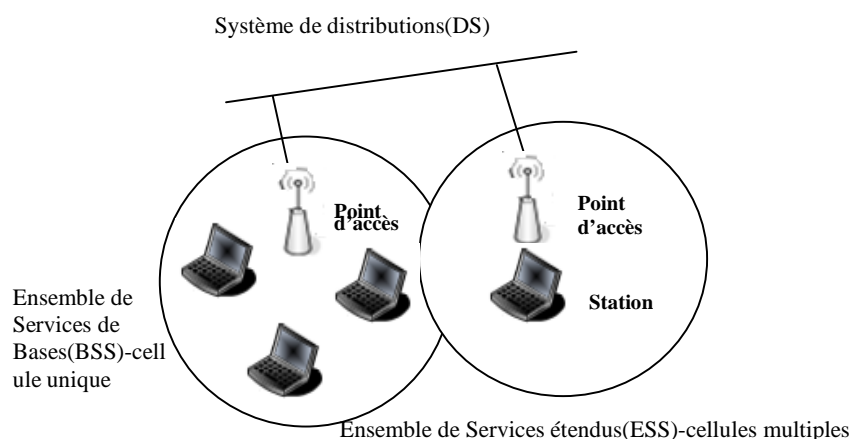 Système de distributions(DS)
Point
d'accès
Point
d'accès
Station
Ensemble de
Services de
Bases(BSS)-cell
ule unique
Ensemble de Services étendus(ESS)-cellules multiples